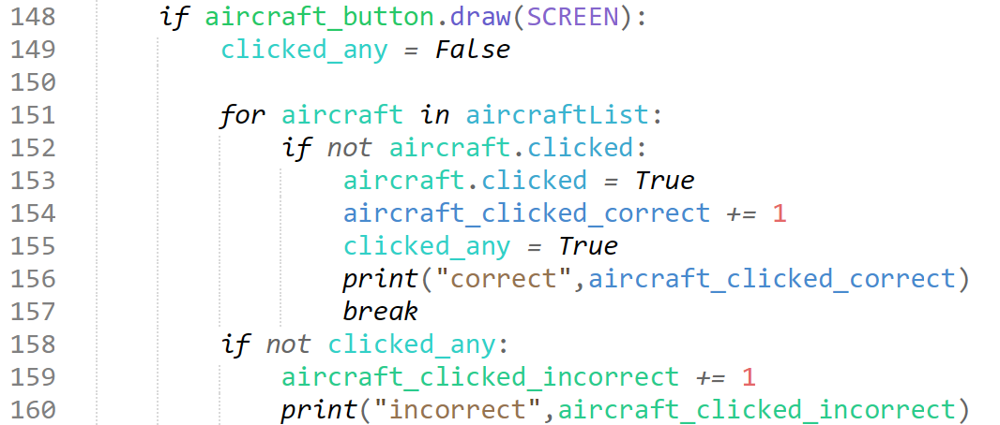 148 if aircraft_button.draw(SCREEN):
149 clicked_any = False
150
151 for aircraft in aircraftList:
152 if not aircraft.clicked:
153 aircraft.clicked = True
154 aircraft_clicked_correct += 1
155 clicked_any = True
156 print("correct",aircraft_clicked_correct)
157 break
158 if not clicked_any:
159 aircraft_clicked_incorrect += 1
160 print("incorrect",aircraft_clicked_incorrect)